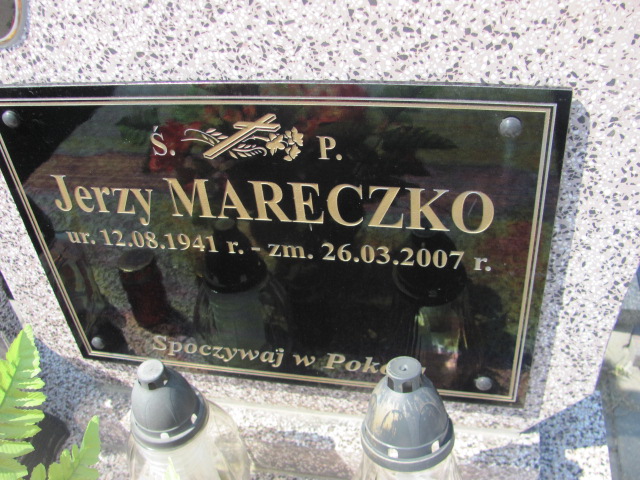 Ś. P.
Jerzy MARECZKO
ur. 12.08.1941 r. - zm. 26.03.2007 r.
Spoczywaj w